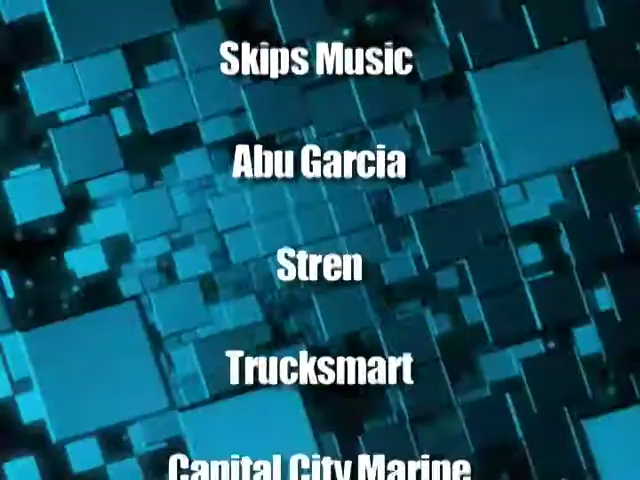 Skips Music
Abu Garcia
Stren
Trucksmart
Capital City Marine